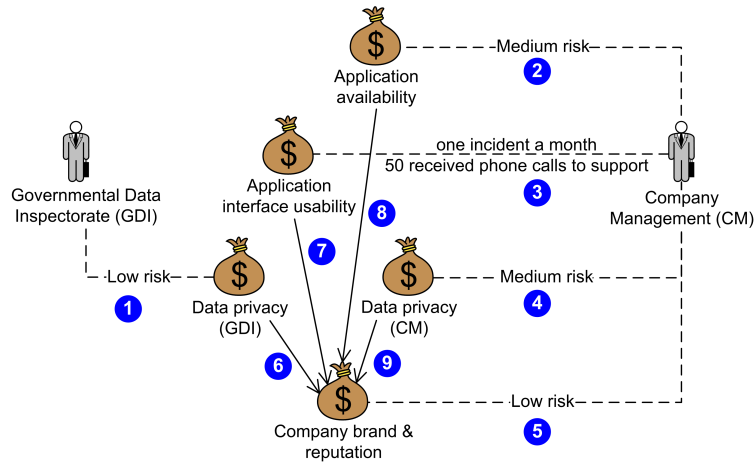 $
Application
availability
Medium risk
2
$
Application
interface usability
one incident a month
50 received phone calls to support
3
Governmental Data
Inspectorate (GDI)
Company
Management (CM)
8
7
$
Data privacy
(GDI)
Low risk
1
$
Data privacy
(CM)
Medium risk
4
6
9
$
Company brand &
reputation
Low risk
5